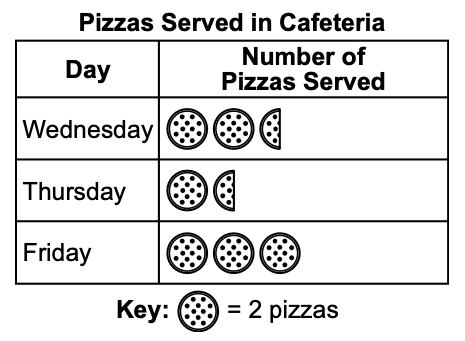 Pizzas Served in Cafeteria
Day
Number of
Pizzas Served
Wednesday
Thursday
Friday
Key: = 2 pizzas